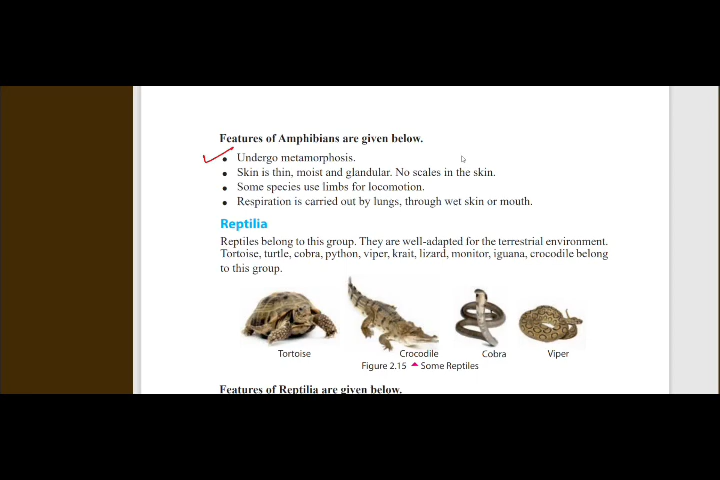 Features of Amphibians are given below.
• Undergo metamorphosis.
• Skin is thin, moist and glandular. No scales in the skin.
• Some species use limbs for locomotion.
• Respiration is carried out by lungs, through wet skin or mouth.
Reptilia
Reptiles belong to this group. They are well-adapted for the terrestrial environment.
Tortoise, turtle, cobra, python, viper, krait, lizard, monitor, iguana, crocodile belong
to this group.
Tortoise Crocodile Cobra Viper
Figure 2.15 ▲ Some Reptiles
Features of Reptilia are given below.